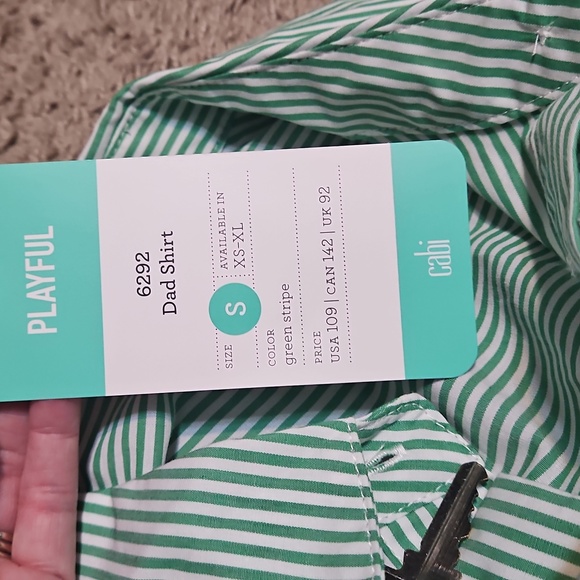 PLAYFUL
6292
Dad Shirt
SIZE S AVAILABLE IN XS-XL
COLOR
green stripe
PRICE
USA 109 | CAN 142 | UK 92
cabi